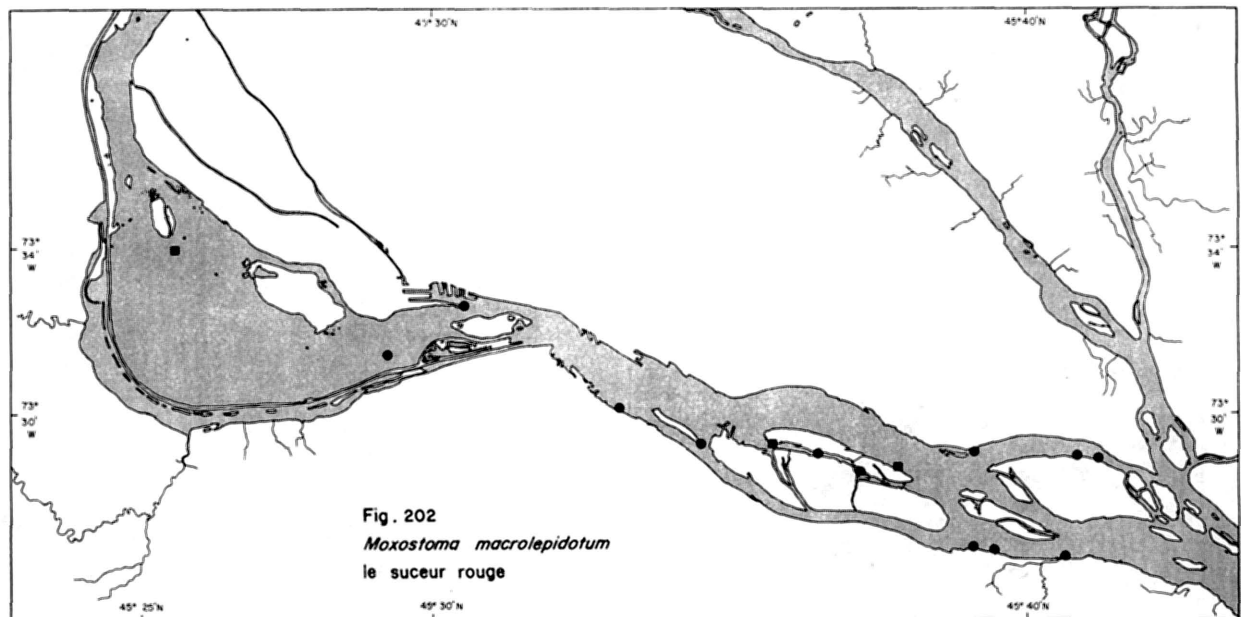 45° 30' N
45° 40' N
73°
34'
W
73°
34'
W
73°
30'
W
73°
30'
W
Fig. 202
Moxostoma macrolepidotum
le suceur rouge
45° 25' N
45° 30' N
45° 40' N